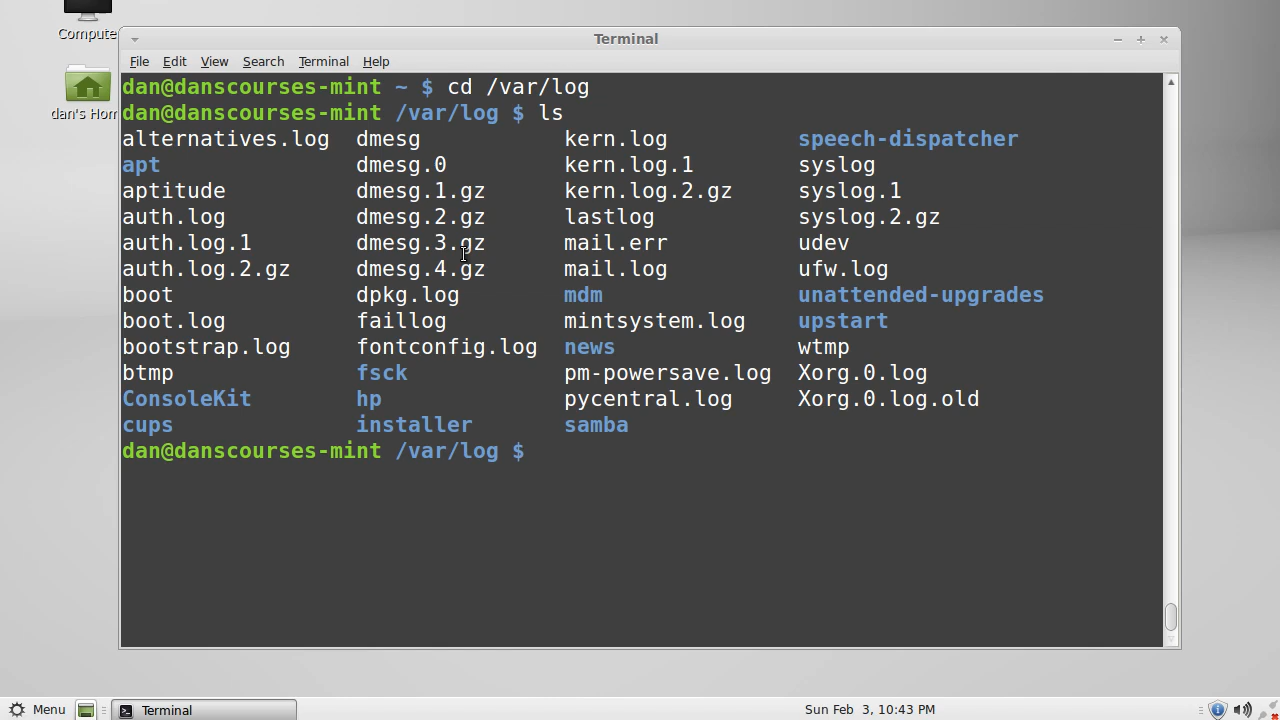 Compute
dan's Hom
Terminal
File Edit View Search Terminal Help
dan@danscourses-mint ~ $ cd /var/log
dan@danscourses-mint /var/log $ ls
alternatives.log dmesg kern.log speech-dispatcher
apt dmesg.0 kern.log.1 syslog
aptitude dmesg.1.gz kern.log.2.gz syslog.1
auth.log dmesg.2.gz lastlog syslog.2.gz
auth.log.1 dmesg.3.gz mail.err udev
auth.log.2.gz dmesg.4.gz mail.log ufw.log
boot dpkg.log mdm unattended-upgrades
boot.log faillog mintsystem.log upstart
bootstrap.log fontconfig.log news wtmp
btmp fsck pm-powersave.log Xorg.0.log
ConsoleKit hp pycentral.log Xorg.0.log.old
cups installer samba
dan@danscourses-mint /var/log $
Menu Terminal Sun Feb 3, 10:43 PM